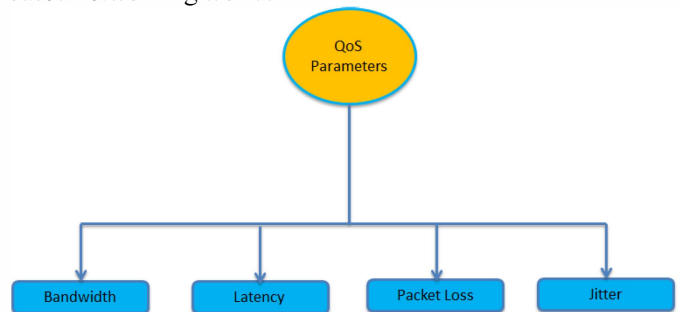 QoS
Parameters
Bandwidth
Latency
Packet Loss
Jitter